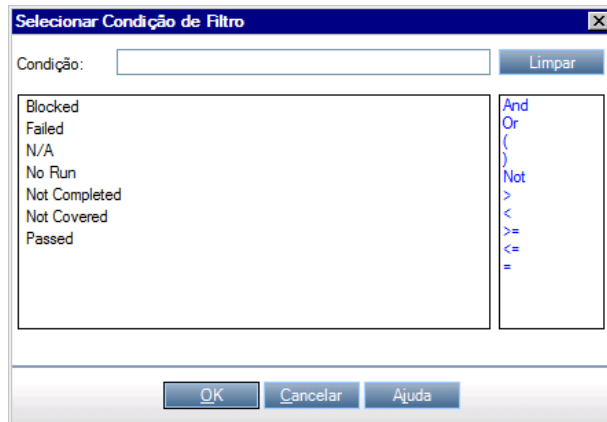 Selecionar Condição de Filtro
Condição:
Limpar
Blocked
Failed
N/A
No Run
Not Completed
Not Covered
Passed
And
Or
(
)
Not
>
<
>=
<=
=
OK
Cancelar
Ajuda